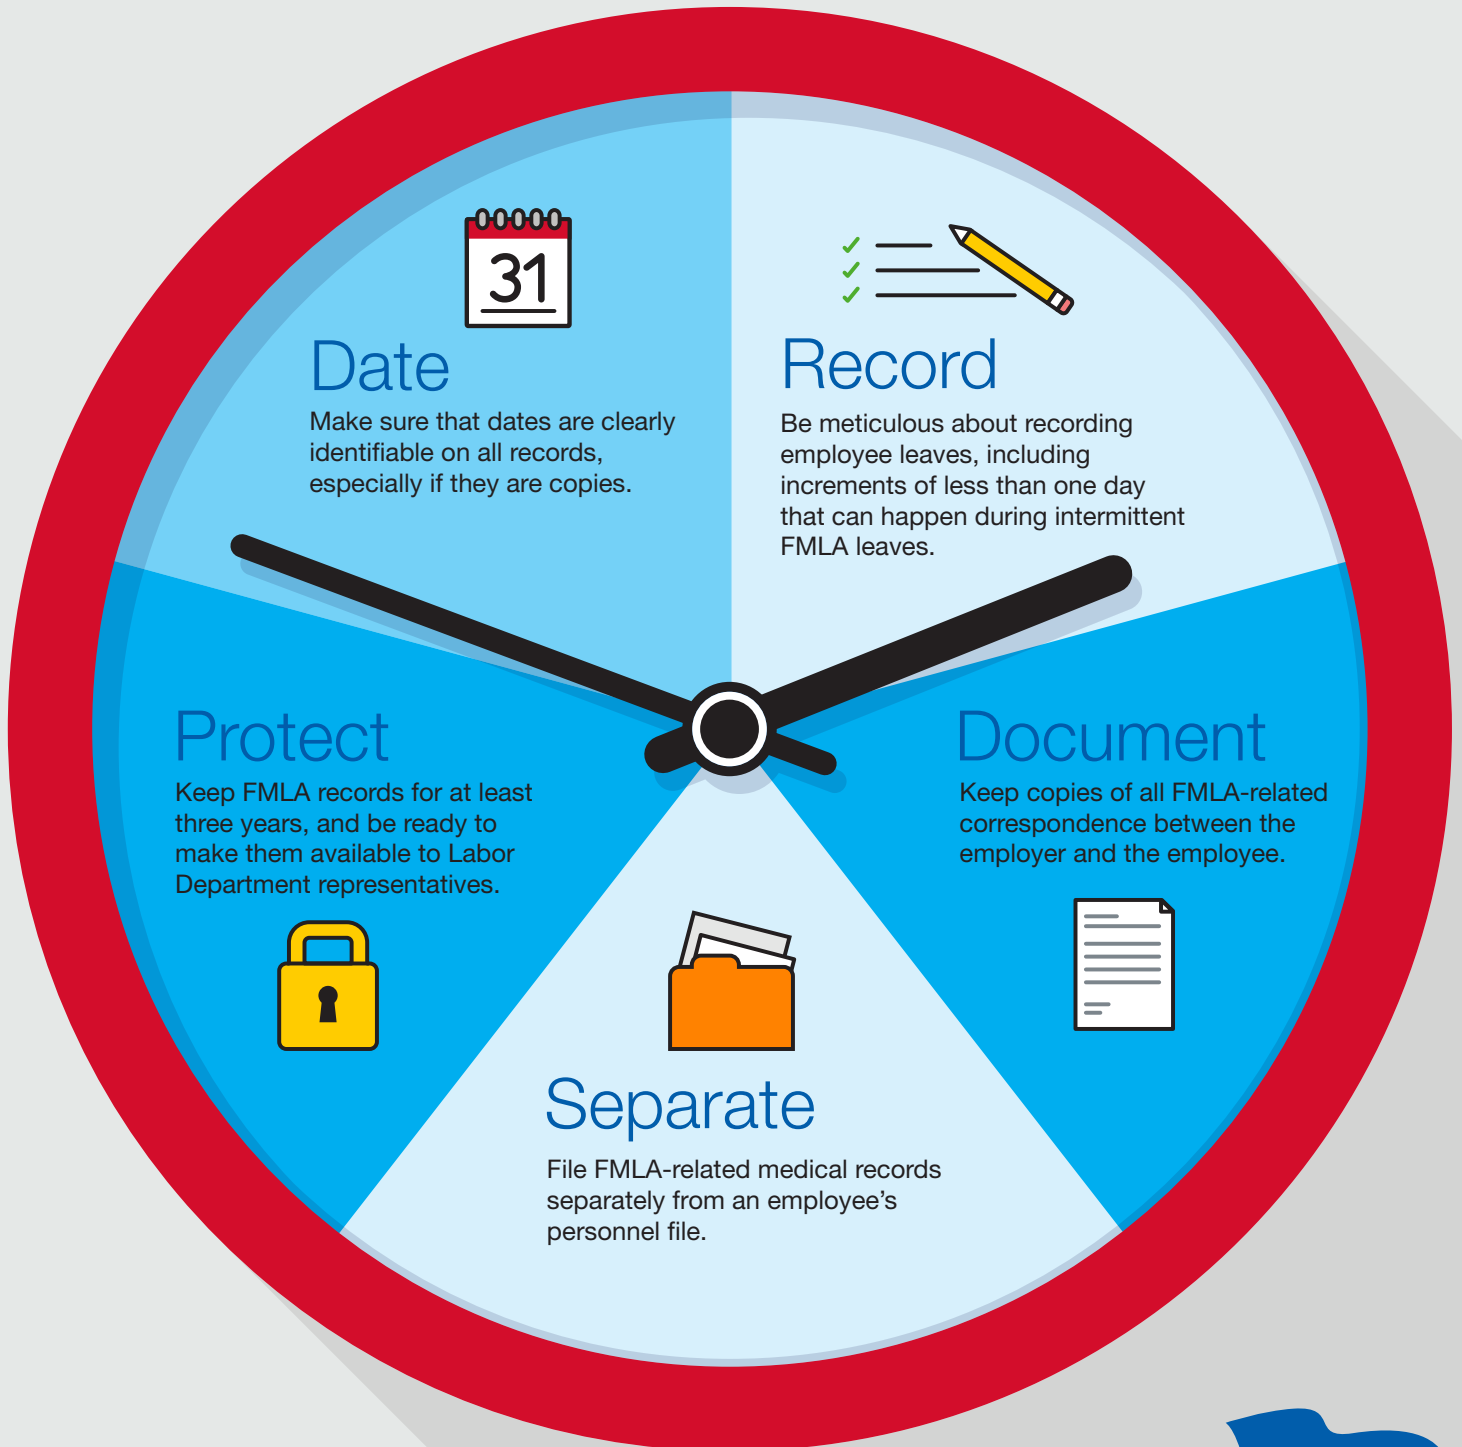 31
Date
Make sure that dates are clearly
identifiable on all records,
especially if they are copies.
Record
Be meticulous about recording
employee leaves, including
increments of less than one day
that can happen during intermittent
FMLA leaves.
Protect
Keep FMLA records for at least
three years, and be ready to
make them available to Labor
Department representatives.
Document
Keep copies of all FMLA-related
correspondence between the
employer and the employee.
Separate
File FMLA-related medical records
separately from an employee’s
personnel file.